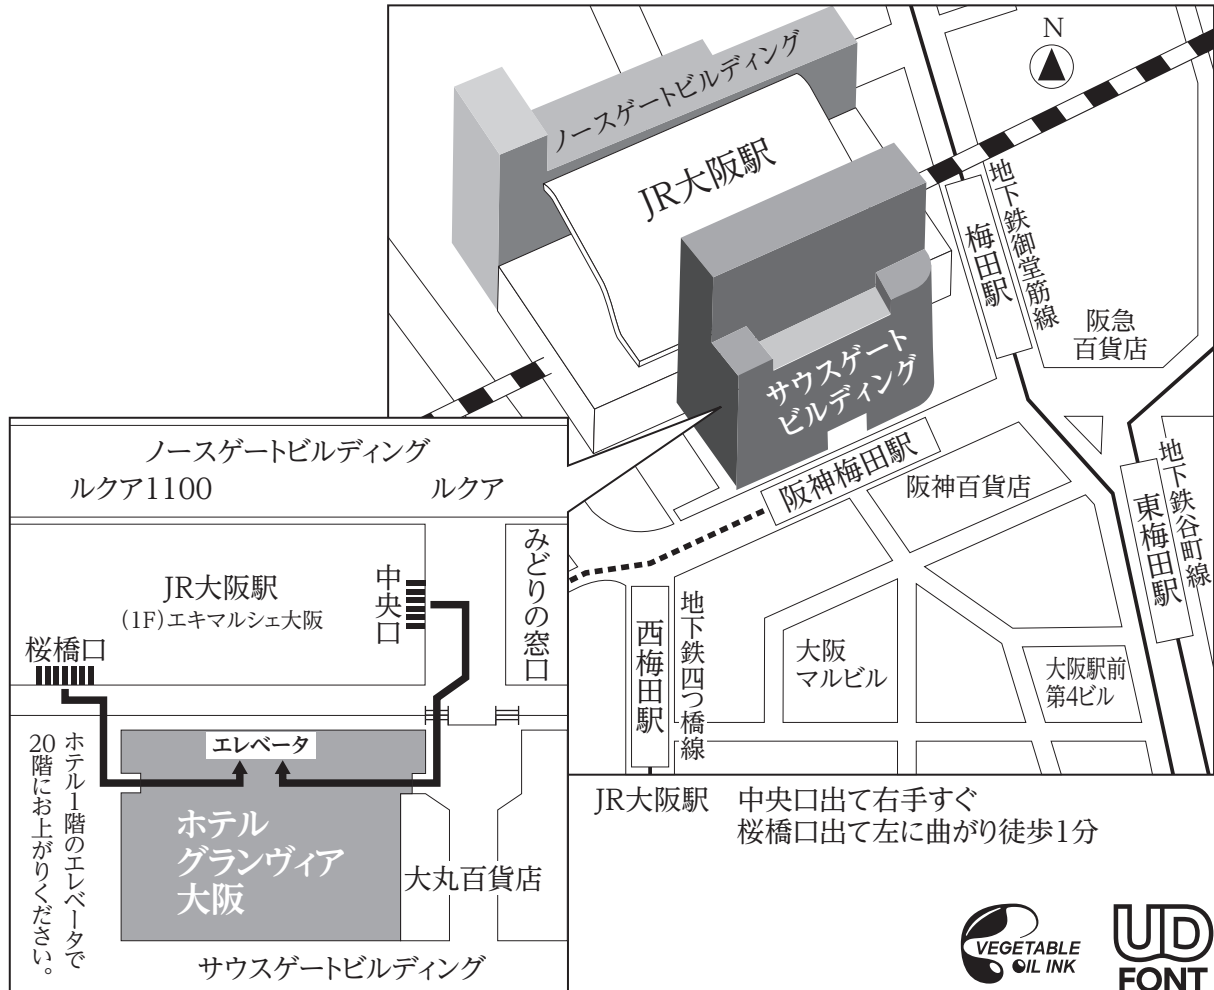 N
ノースゲートビルディング
JR大阪駅
サウスゲート
ビルディング
梅田駅
地下鉄御堂筋線
阪急
百貨店
阪神梅田駅
阪神百貨店
東梅田駅
地下鉄谷町線
西梅田駅
地下鉄四つ橋線
大阪
マルビル
大阪駅前
第4ビル
ノースゲートビルディング
ルクア1100 ルクア
JR大阪駅
(1F)エキマルシェ大阪
中央口
みどりの窓口
桜橋口
エレベータ
ホテル1階のエレベータで
20階にお上がりください。
ホテル
グランヴィア
大阪
大丸百貨店
サウスゲートビルディング
JR大阪駅 中央口出て右手すぐ
桜橋口出て左に曲がり徒歩1分
VEGETABLE
OIL INK
UD
FONT